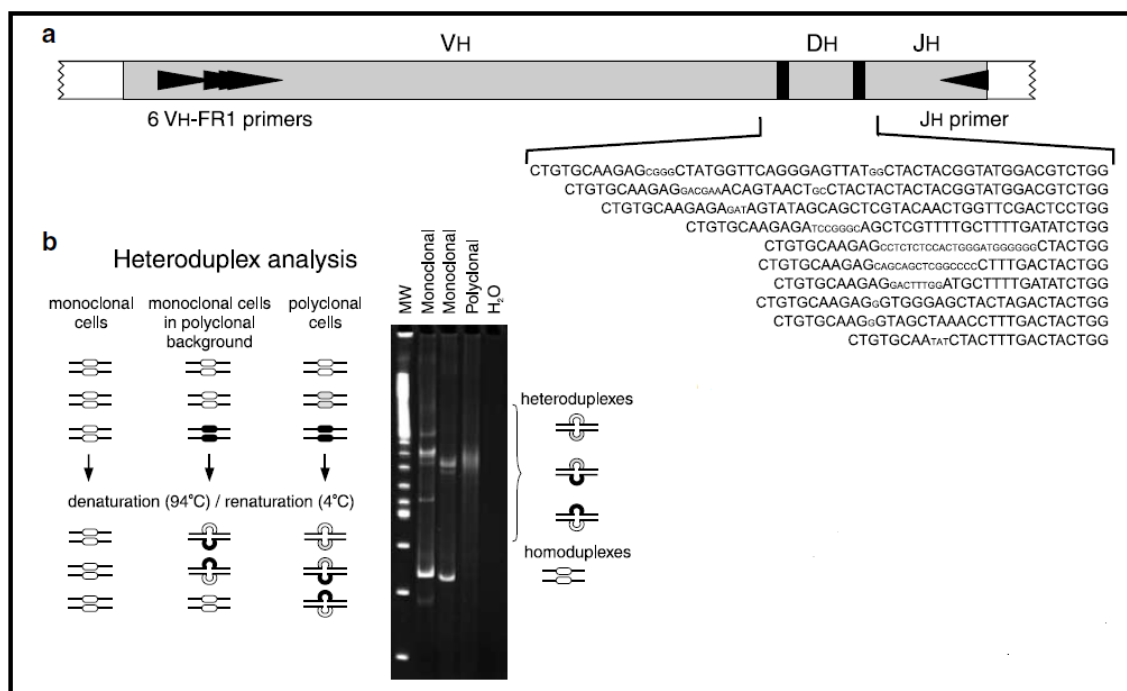 a
VH DH JH
6 VH-FR1 primers JH primer
CTGTGCAAGAGCGGGCTATGGTTCAGGGAGTTATGGCTACTACGGTATGGACGTCTGG
CTGTGCAAGAGGACGAAACAGTAACTGCCTACTACTACTACGGTATGGACGTCTGG
CTGTGCAAGAGAGATAGTATAGCAGCTCGTACAACTGGTTCGACTCCTGG
CTGTGCAAGAGATCCGGGCAGCTCGTTTTGCTTTTGATATCTGG
CTGTGCAAGAGCCTCTCTCCACTGGGATGGGGGGCTACTGG
CTGTGCAAGAGCAGCAGCTCGGCCCCCTTTGACTACTGG
CTGTGCAAGAGGACTTTGGATGCTTTTGATATCTGG
CTGTGCAAGAGGGTGGGAGCTACTAGACTACTGG
CTGTGCAAGGGTAGCTAAACCTTTGACTACTGG
CTGTGCAATATCTACTTTGACTACTGG
b
Heteroduplex analysis
monoclonal cells
monoclonal cells in polyclonal background
polyclonal cells
denaturation (94°C) / renaturation (4°C)
MW
Monoclonal
Monoclonal
Polyclonal
H2O
heteroduplexes
homoduplexes